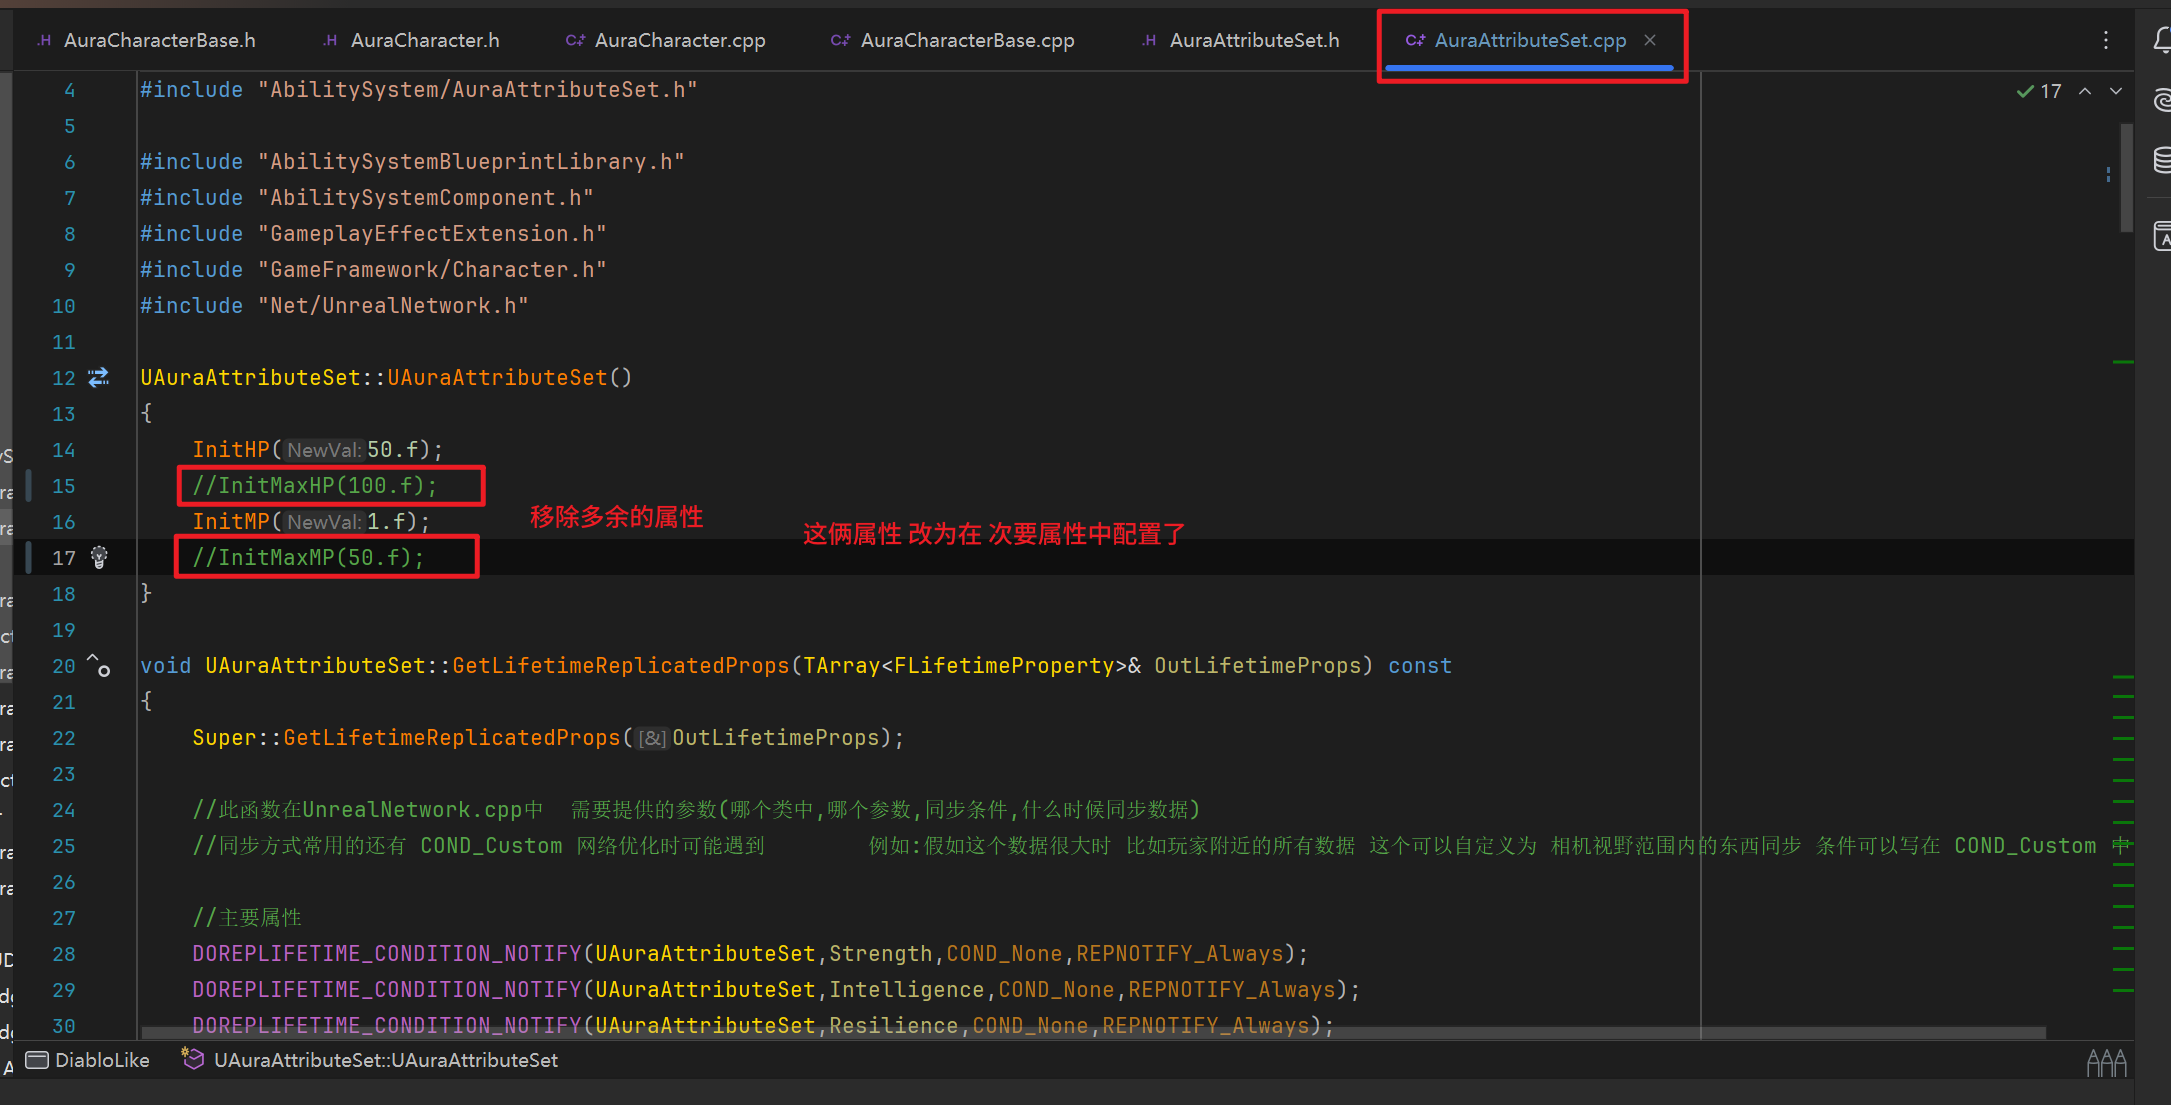 AuraCharacterBase.h AuraCharacter.h AuraCharacter.cpp AuraCharacterBase.cpp AuraAttributeSet.h AuraAttributeSet.cpp
17
4 #include "AbilitySystem/AuraAttributeSet.h"
5
6 #include "AbilitySystemBlueprintLibrary.h"
7 #include "AbilitySystemComponent.h"
8 #include "GameplayEffectExtension.h"
9 #include "GameFramework/Character.h"
10 #include "Net/UnrealNetwork.h"
11
12 UAuraAttributeSet::UAuraAttributeSet()
13 {
14 InitHP(NewVal:50.f);
15 //InitMaxHP(100.f);
16 InitMP(NewVal:1.f);
移除多余的属性
这俩属性 改为在 次要属性中配置了
17 //InitMaxMP(50.f);
18 }
19
20 void UAuraAttributeSet::GetLifetimeReplicatedProps(TArray<FLifetimeProperty>& OutLifetimeProps) const
21 {
22 Super::GetLifetimeReplicatedProps([&]OutLifetimeProps);
23
24 //此函数在UnrealNetwork.cpp中 需要提供的参数(哪个类中,哪个参数,同步条件,什么时候同步数据)
25 //同步方式常用的还有 COND_Custom 网络优化时可能遇到 例如:假如这个数据很大时 比如玩家附近的所有数据 这个可以自定义为 相机视野范围内的东西同步 条件可以写在 COND_Custom 中
26
27 //主要属性
28 DOREPLIFETIME_CONDITION_NOTIFY(UAuraAttributeSet,Strength,COND_None,REPNOTIFY_Always);
29 DOREPLIFETIME_CONDITION_NOTIFY(UAuraAttributeSet,Intelligence,COND_None,REPNOTIFY_Always);
30 DOREPLIFETIME_CONDITION_NOTIFY(UAuraAttributeSet,Resilience,COND_None,REPNOTIFY_Always);
DiabloLike UAuraAttributeSet::UAuraAttributeSet